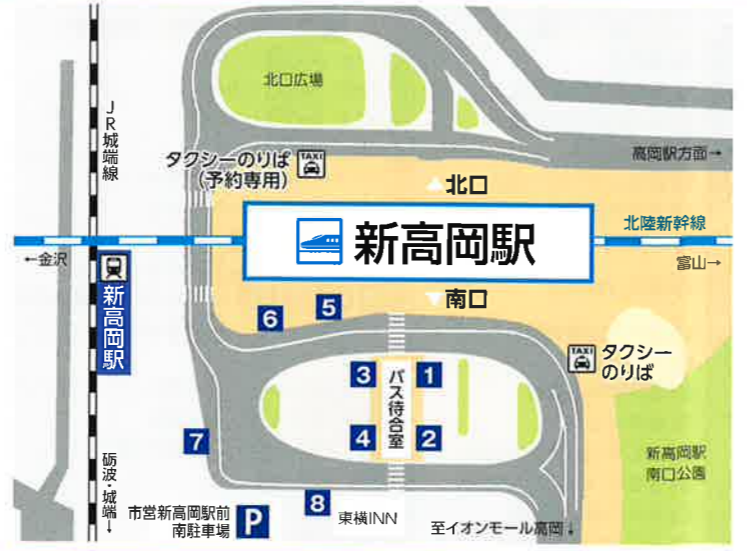 北口広場
JR城端線
高岡駅方面→
タクシーのりば
(予約専用)
TAXI
北口
新高岡駅
北陸新幹線
←金沢
富山→
新高岡駅
南口
5
6
TAXI
タクシー
のりば
3
1
バス待合室
4
2
7
新高岡駅
南口公園
砺波・城端→
8
市営新高岡駅前
南駐車場
P
東横INN
至イオンモール高岡↓